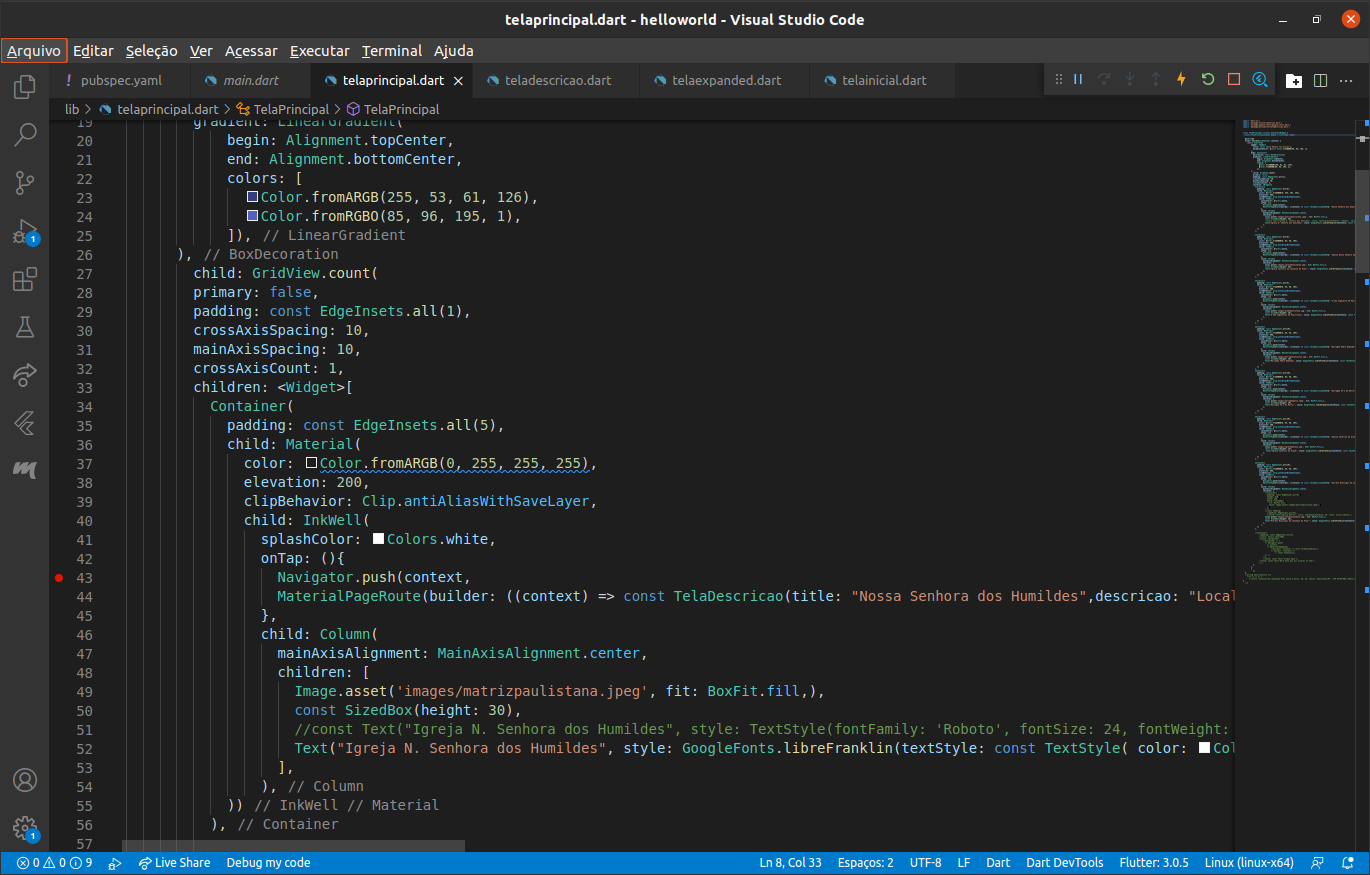 telaprincipal.dart - helloworld - Visual Studio Code
Arquivo Editar Seleção Ver Acessar Executar Terminal Ajuda
! pubspec.yaml main.dart telaprincipal.dart teladescricao.dart telaexpanded.dart telainicial.dart
lib > telaprincipal.dart > TelaPrincipal > TelaPrincipal
19 gradient: LinearGradient(
20 begin: Alignment.topCenter,
21 end: Alignment.bottomCenter,
22 colors: [
23 Color.fromARGB(255, 53, 61, 126),
24 Color.fromRGBO(85, 96, 195, 1),
25 ]), // LinearGradient
26 ), // BoxDecoration
27 child: GridView.count(
28 primary: false,
29 padding: const EdgeInsets.all(1),
30 crossAxisSpacing: 10,
31 mainAxisSpacing: 10,
32 crossAxisCount: 1,
33 children: <Widget>[
34 Container(
35 padding: const EdgeInsets.all(5),
36 child: Material(
37 color: Color.fromARGB(0, 255, 255, 255),
38 elevation: 200,
39 clipBehavior: Clip.antiAliasWithSaveLayer,
40 child: InkWell(
41 splashColor: Colors.white,
42 onTap: (){
43 Navigator.push(context,
44 MaterialPageRoute(builder: ((context) => const TelaDescricao(title: "Nossa Senhora dos Humildes",descricao: "Local
45 },
46 child: Column(
47 mainAxisAlignment: MainAxisAlignment.center,
48 children: [
49 Image.asset('images/matrizpaulistana.jpeg', fit: BoxFit.fill,),
50 const SizedBox(height: 30),
51 //const Text("Igreja N. Senhora dos Humildes", style: TextStyle(fontFamily: 'Roboto', fontSize: 24, fontWeight:
52 Text("Igreja N. Senhora dos Humildes", style: GoogleFonts.libreFranklin(textStyle: const TextStyle( color: Col
53 ],
54 ), // Column
55 )) // InkWell // Material
56 ), // Container
57
1
1
0 0 9 Live Share Debug my code Ln 8, Col 33 Espaços: 2 UTF-8 LF Dart Dart DevTools Flutter: 3.0.5 Linux (linux-x64)